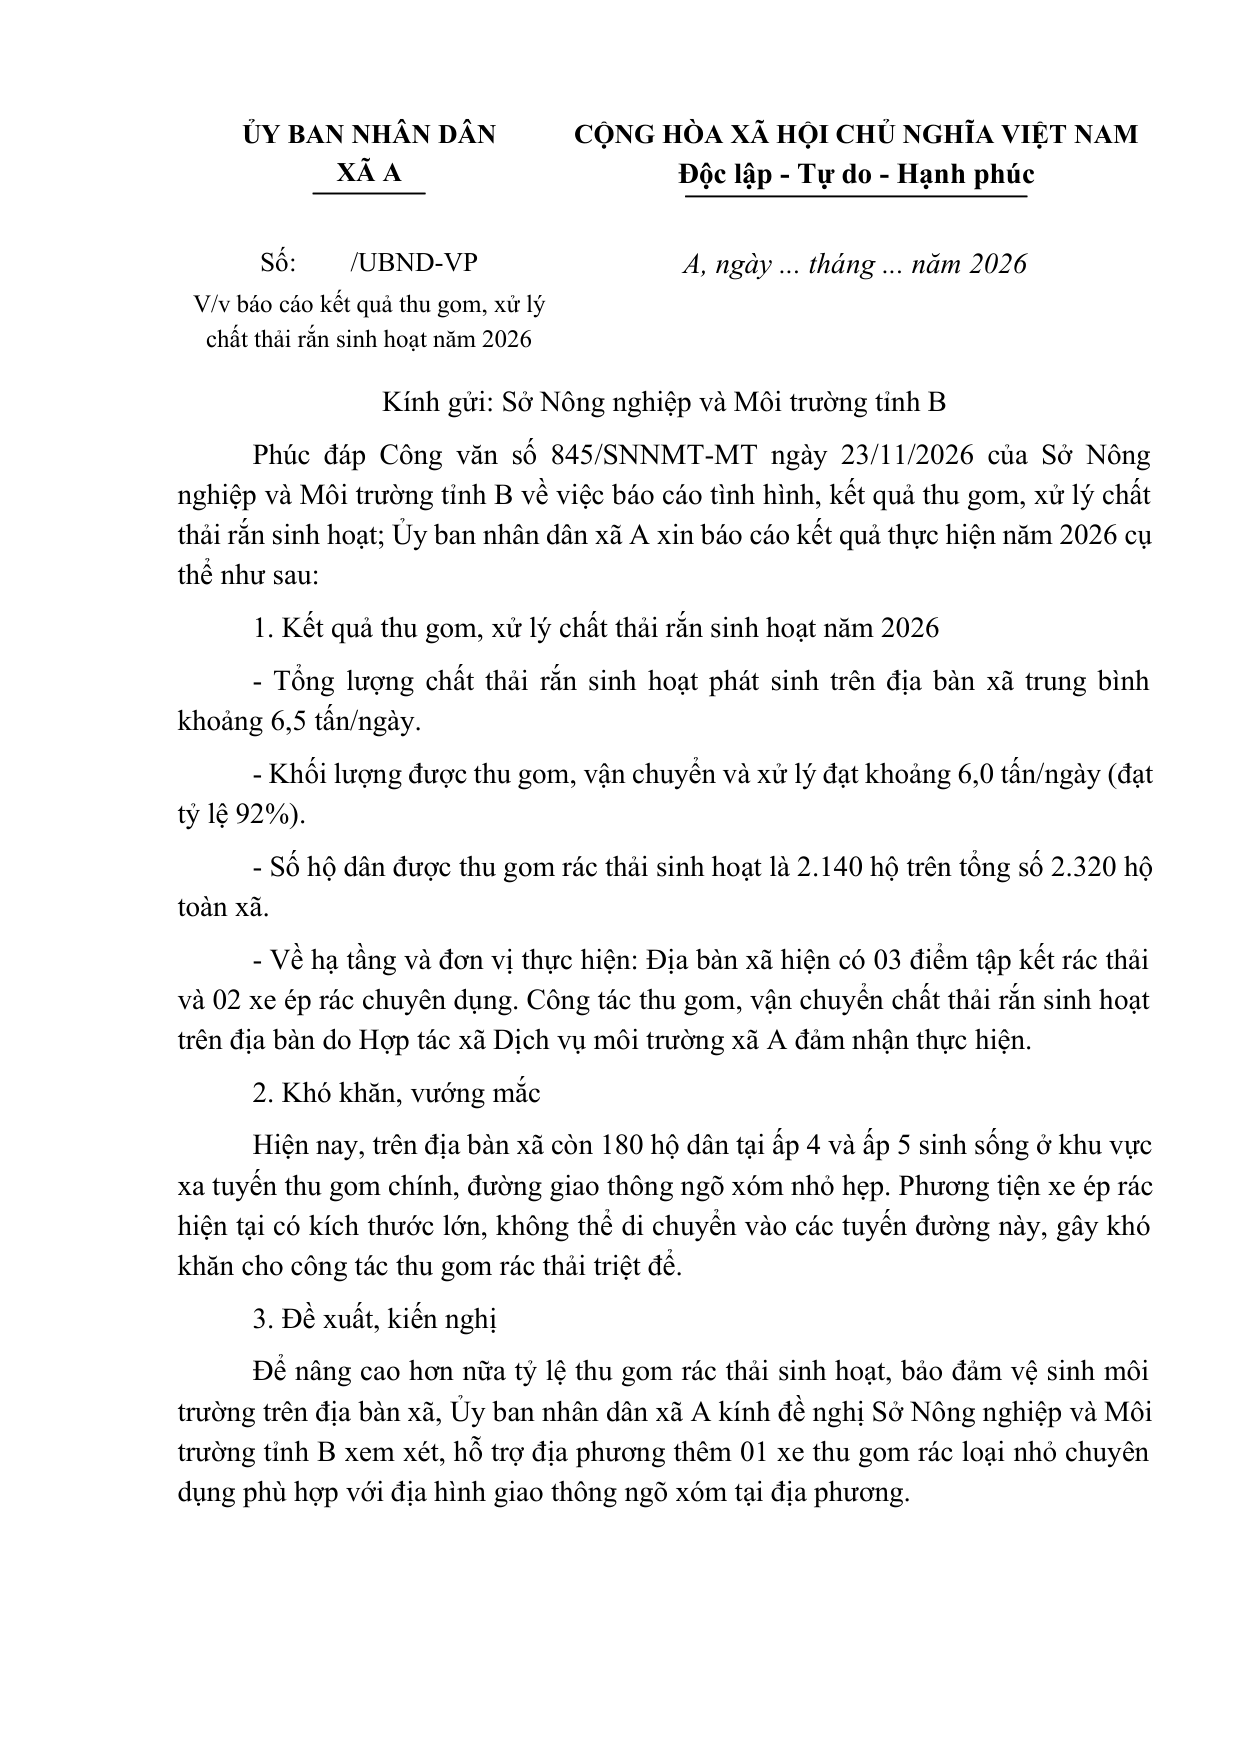 ỦY BAN NHÂN DÂN
XÃ A
CỘNG HÒA XÃ HỘI CHỦ NGHĨA VIỆT NAM
Độc lập - Tự do - Hạnh phúc
Số: /UBND-VP
V/v báo cáo kết quả thu gom, xử lý
chất thải rắn sinh hoạt năm 2026
A, ngày ... tháng ... năm 2026
Kính gửi: Sở Nông nghiệp và Môi trường tỉnh B
Phúc đáp Công văn số 845/SNNMT-MT ngày 23/11/2026 của Sở Nông
nghiệp và Môi trường tỉnh B về việc báo cáo tình hình, kết quả thu gom, xử lý chất
thải rắn sinh hoạt; Ủy ban nhân dân xã A xin báo cáo kết quả thực hiện năm 2026 cụ
thể như sau:
1. Kết quả thu gom, xử lý chất thải rắn sinh hoạt năm 2026
- Tổng lượng chất thải rắn sinh hoạt phát sinh trên địa bàn xã trung bình
khoảng 6,5 tấn/ngày.
- Khối lượng được thu gom, vận chuyển và xử lý đạt khoảng 6,0 tấn/ngày (đạt
tỷ lệ 92%).
- Số hộ dân được thu gom rác thải sinh hoạt là 2.140 hộ trên tổng số 2.320 hộ
toàn xã.
- Về hạ tầng và đơn vị thực hiện: Địa bàn xã hiện có 03 điểm tập kết rác thải
và 02 xe ép rác chuyên dụng. Công tác thu gom, vận chuyển chất thải rắn sinh hoạt
trên địa bàn do Hợp tác xã Dịch vụ môi trường xã A đảm nhận thực hiện.
2. Khó khăn, vướng mắc
Hiện nay, trên địa bàn xã còn 180 hộ dân tại ấp 4 và ấp 5 sinh sống ở khu vực
xa tuyến thu gom chính, đường giao thông ngõ xóm nhỏ hẹp. Phương tiện xe ép rác
hiện tại có kích thước lớn, không thể di chuyển vào các tuyến đường này, gây khó
khăn cho công tác thu gom rác thải triệt để.
3. Đề xuất, kiến nghị
Để nâng cao hơn nữa tỷ lệ thu gom rác thải sinh hoạt, bảo đảm vệ sinh môi
trường trên địa bàn xã, Ủy ban nhân dân xã A kính đề nghị Sở Nông nghiệp và Môi
trường tỉnh B xem xét, hỗ trợ địa phương thêm 01 xe thu gom rác loại nhỏ chuyên
dụng phù hợp với địa hình giao thông ngõ xóm tại địa phương.